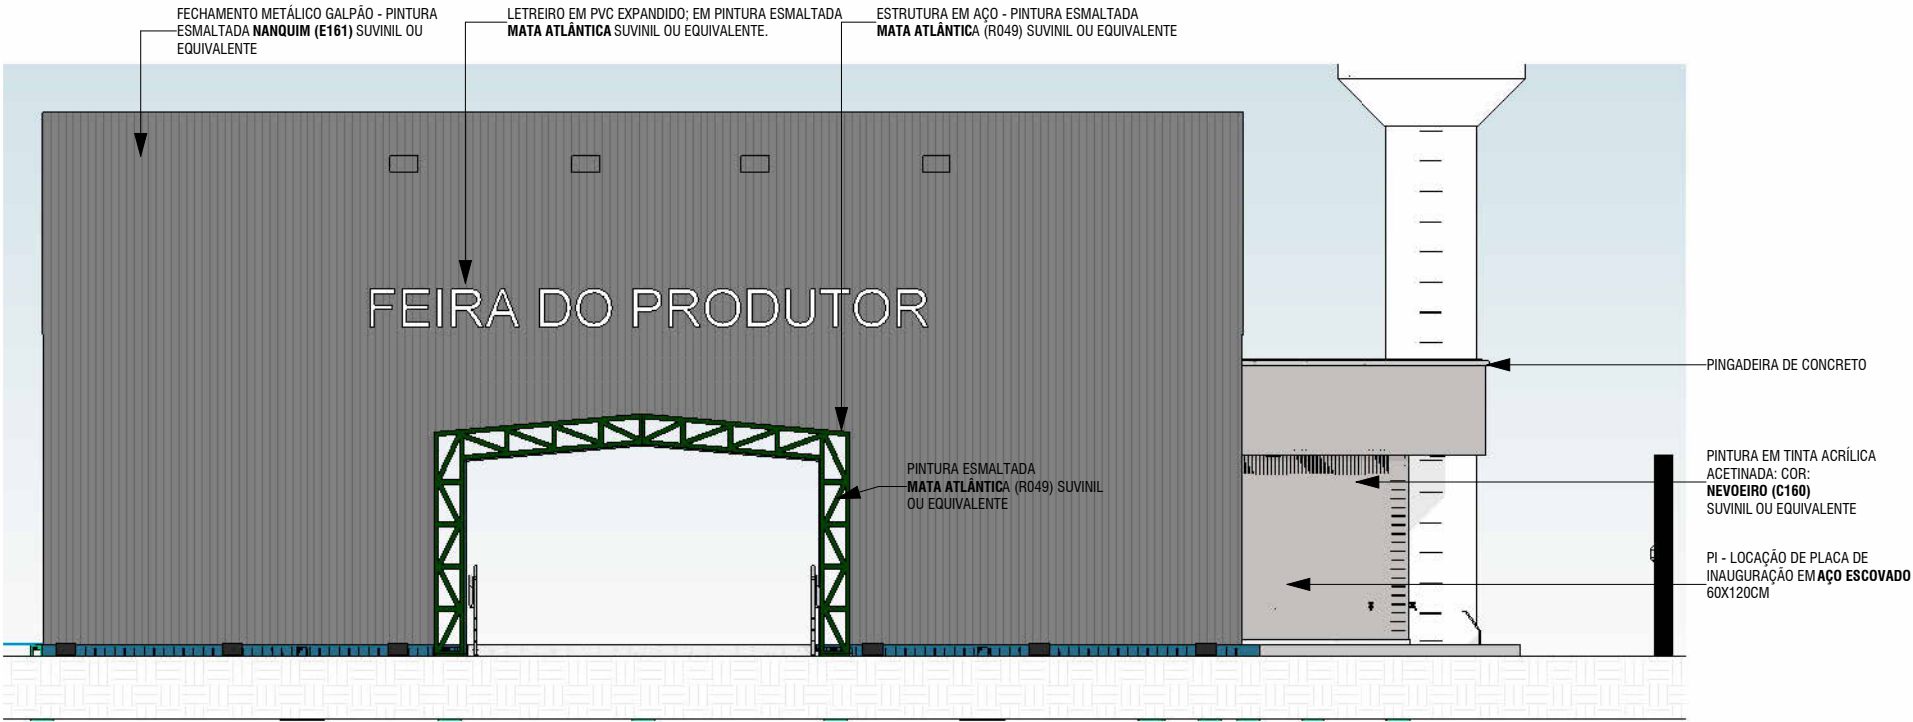 FECHAMENTO METÁLICO GALPÃO - PINTURA
ESMALTADA NANQUIM (E161) SUVINIL OU
EQUIVALENTE
LETREIRO EM PVC EXPANDIDO; EM PINTURA ESMALTADA
MATA ATLÂNTICA SUVINIL OU EQUIVALENTE.
ESTRUTURA EM AÇO - PINTURA ESMALTADA
MATA ATLÂNTICA (R049) SUVINIL OU EQUIVALENTE
FEIRA DO PRODUTOR
PINGADEIRA DE CONCRETO
PINTURA ESMALTADA
MATA ATLÂNTICA (R049) SUVINIL
OU EQUIVALENTE
PINTURA EM TINTA ACRÍLICA
ACETINADA: COR:
NEVOEIRO (C160)
SUVINIL OU EQUIVALENTE
PI - LOCAÇÃO DE PLACA DE
INAUGURAÇÃO EM AÇO ESCOVADO
60X120CM